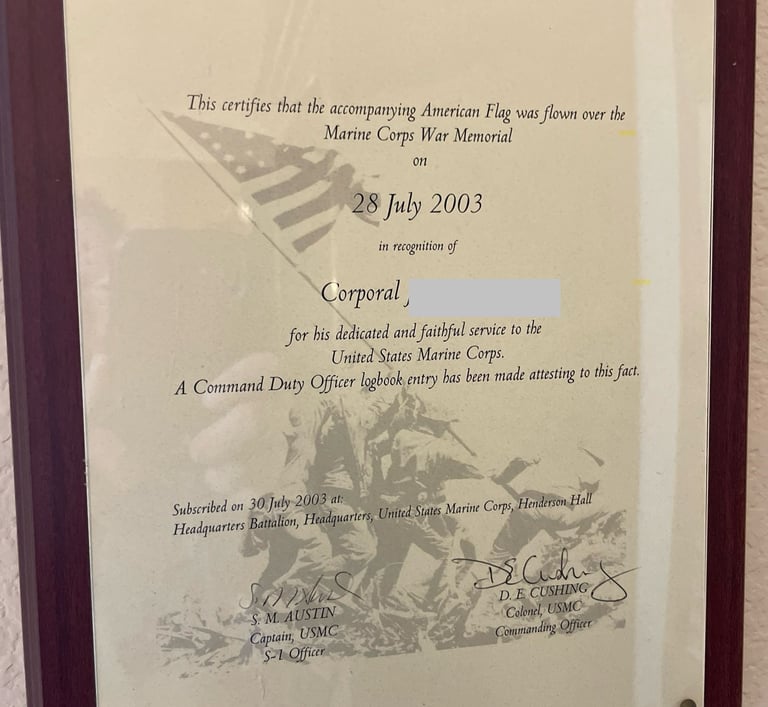 This certifies that the accompanying American Flag was flown over the
Marine Corps War Memorial
on
28 July 2003
in recognition of
Corporal
for his dedicated and faithful service to the
United States Marine Corps.
A Command Duty Officer logbook entry has been made attesting to this fact.
Subscribed on 30 July 2003 at:
Headquarters Battalion, Headquarters, United States Marine Corps, Henderson Hall
S. M. AUSTIN
Captain, USMC
S-1 Officer
DE Cushing
D. E. CUSHING
Colonel, USMC
Commanding Officer